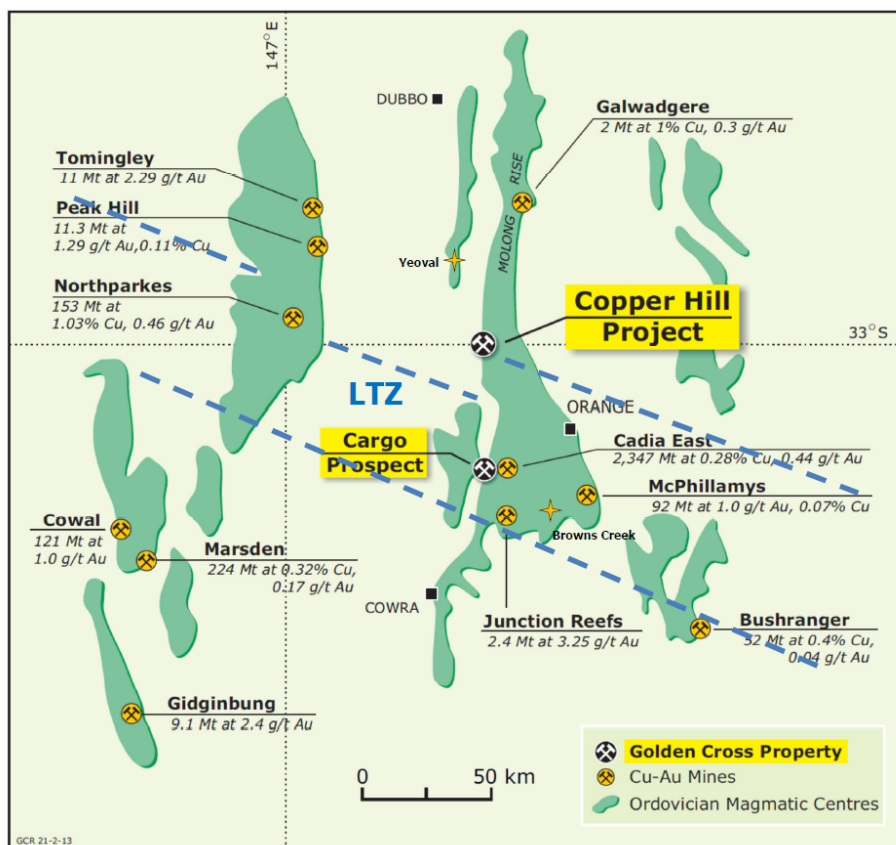 147°E
DUBBO
Galwadgere
2 Mt at 1% Cu, 0.3 g/t Au
Tomingley
11 Mt at 2.29 g/t Au
Peak Hill
11.3 Mt at
1.29 g/t Au,0.11% Cu
MOLONG RISE
Yeoval
Northparkes
153 Mt at
1.03% Cu, 0.46 g/t Au
Copper Hill
Project
33°S
LTZ
ORANGE
Cargo
Prospect
Cadia East
2,347 Mt at 0.28% Cu, 0.44 g/t Au
McPhillamys
92 Mt at 1.0 g/t Au, 0.07% Cu
Browns Creek
Cowal
121 Mt at
1.0 g/t Au
Marsden
224 Mt at 0.32% Cu,
0.17 g/t Au
COWRA
Junction Reefs
2.4 Mt at 3.25 g/t Au
Bushranger
52 Mt at 0.4% Cu,
0.04 g/t Au
Gidginbung
9.1 Mt at 2.4 g/t Au
0 50 km
Golden Cross Property
Cu-Au Mines
Ordovician Magmatic Centres
GCR 21-2-13